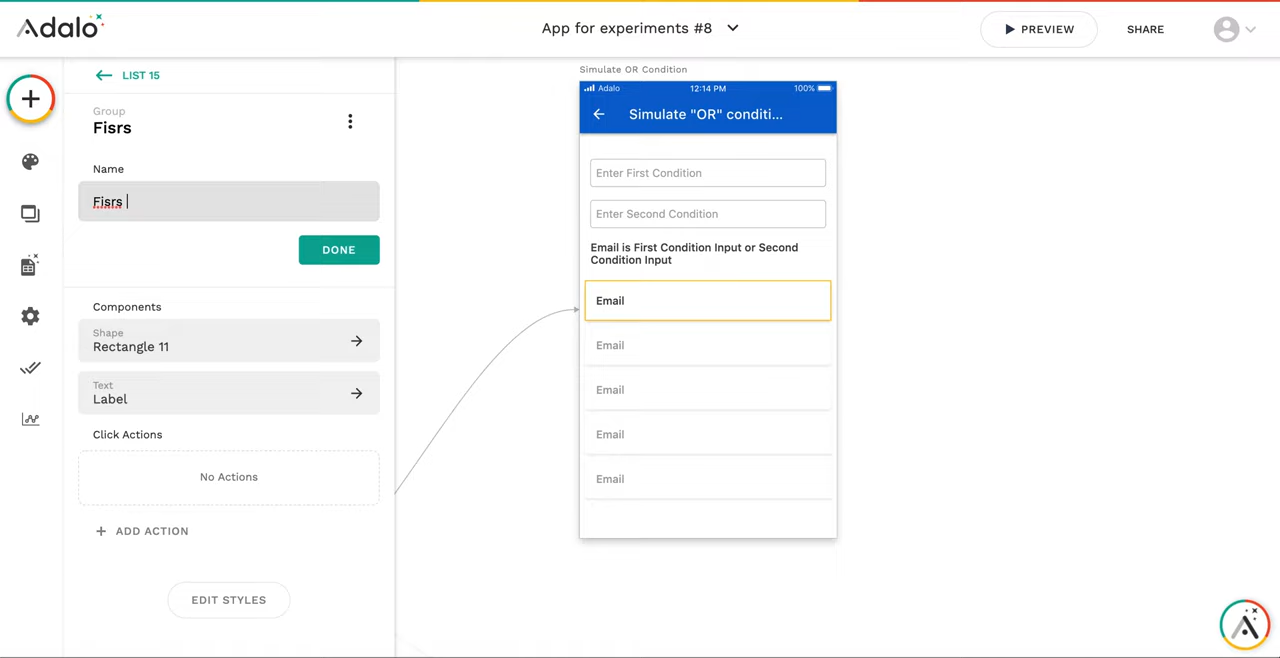 Adalo
App for experiments #8
PREVIEW
SHARE
LIST 15
Group
Fisrs
Name
Fisrs
DONE
Components
Shape
Rectangle 11
Text
Label
Click Actions
No Actions
+ ADD ACTION
EDIT STYLES
Simulate OR Condition
Adalo
12:14 PM
100%
Simulate "OR" conditi...
Enter First Condition
Enter Second Condition
Email is First Condition Input or Second
Condition Input
Email
Email
Email
Email
Email